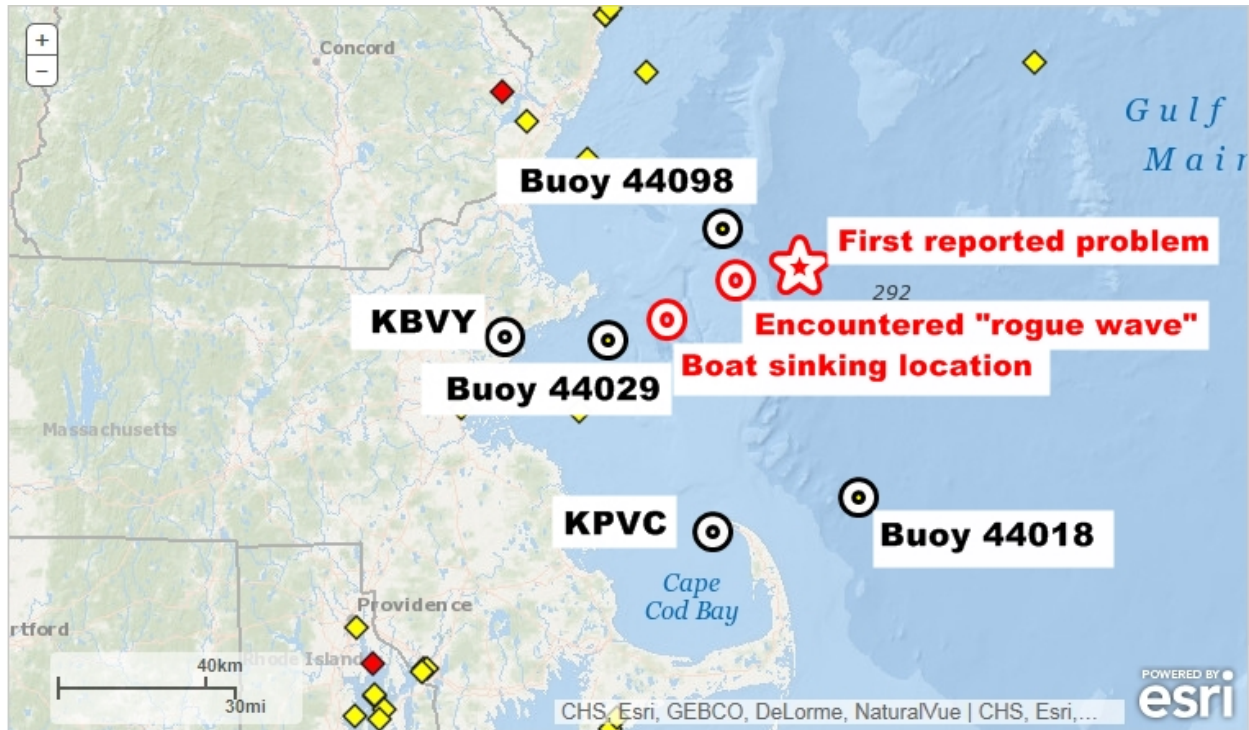 +
−
Concord
Gulf
Main
Buoy 44098
First reported problem
292
KBVY
Encountered "rogue wave"
Boat sinking location
Buoy 44029
Massachusetts
KPVC
Buoy 44018
Cape
Cod Bay
Providence
rtford
Rhode Island
40km
30mi
POWERED BY
esri
CHS, Esri, GEBCO, DeLorme, NaturalVue | CHS, Esri,...